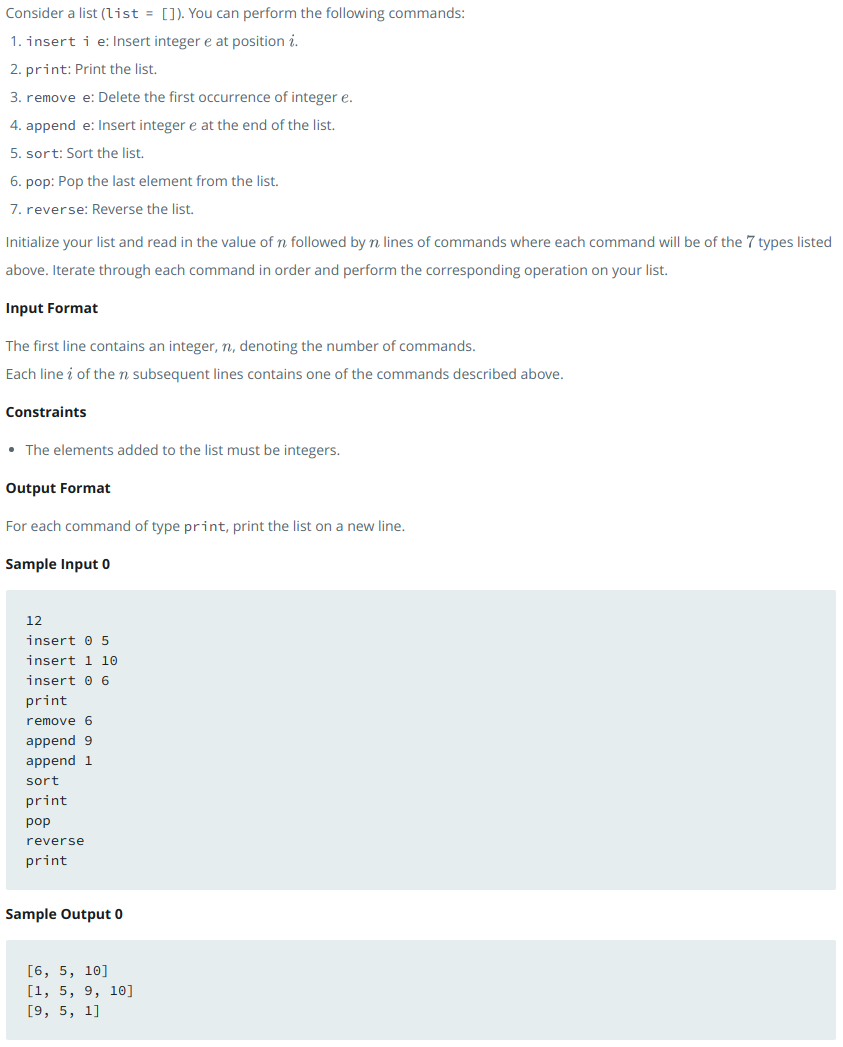 Consider a list (list = []). You can perform the following commands:
1. insert i e: Insert integer e at position i.
2. print: Print the list.
3. remove e: Delete the first occurrence of integer e.
4. append e: Insert integer e at the end of the list.
5. sort: Sort the list.
6. pop: Pop the last element from the list.
7. reverse: Reverse the list.
Initialize your list and read in the value of n followed by n lines of commands where each command will be of the 7 types listed
above. Iterate through each command in order and perform the corresponding operation on your list.
Input Format
The first line contains an integer, n, denoting the number of commands.
Each line i of the n subsequent lines contains one of the commands described above.
Constraints
• The elements added to the list must be integers.
Output Format
For each command of type print, print the list on a new line.
Sample Input 0
12
insert 0 5
insert 1 10
insert 0 6
print
remove 6
append 9
append 1
sort
print
pop
reverse
print
Sample Output 0
[6, 5, 10]
[1, 5, 9, 10]
[9, 5, 1]